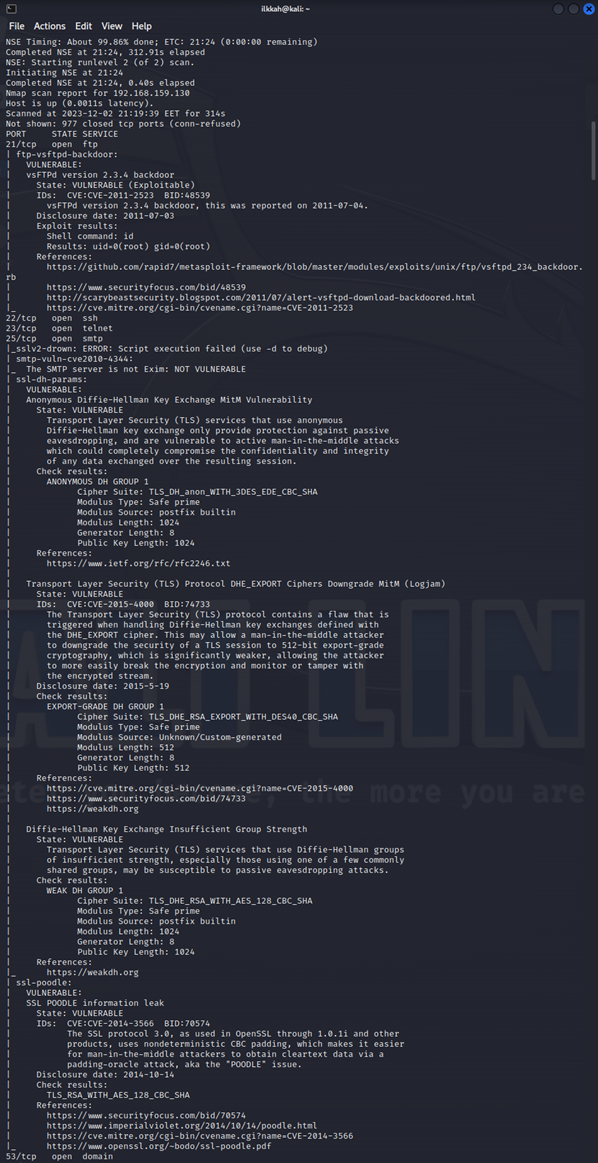 ilkkah@kali: ~
File Actions Edit View Help
NSE Timing: About 99.86% done; ETC: 21:24 (0:00:00 remaining)
Completed NSE at 21:24, 312.91s elapsed
NSE: Starting runlevel 2 (of 2) scan.
Initiating NSE at 21:24
Completed NSE at 21:24, 0.40s elapsed
Nmap scan report for 192.168.159.130
Host is up (0.0011s latency).
Scanned at 2023-12-02 21:19:39 EET for 314s
Not shown: 977 closed tcp ports (conn-refused)
PORT     STATE SERVICE
21/tcp   open  ftp
| ftp-vsftpd-backdoor:
|   VULNERABLE:
|   vsFTPd version 2.3.4 backdoor
|     State: VULNERABLE (Exploitable)
|     IDs:  CVE:CVE-2011-2523  BID:48539
|       vsFTPd version 2.3.4 backdoor, this was reported on 2011-07-04.
|     Disclosure date: 2011-07-03
|     Exploit results:
|       Shell command: id
|       Results: uid=0(root) gid=0(root)
|     References:
|       https://github.com/rapid7/metasploit-framework/blob/master/modules/exploits/unix/ftp/vsftpd_234_backdoor.
rb
|       https://www.securityfocus.com/bid/48539
|       http://scarybeastsecurity.blogspot.com/2011/07/alert-vsftpd-download-backdoored.html
|_      https://cve.mitre.org/cgi-bin/cvename.cgi?name=CVE-2011-2523
22/tcp   open  ssh
23/tcp   open  telnet
25/tcp   open  smtp
|_sslv2-drown: ERROR: Script execution failed (use -d to debug)
| smtp-vuln-cve2010-4344:
|_  The SMTP server is not Exim: NOT VULNERABLE
| ssl-dh-params:
|   VULNERABLE:
|   Anonymous Diffie-Hellman Key Exchange MitM Vulnerability
|     State: VULNERABLE
|       Transport Layer Security (TLS) services that use anonymous
|       Diffie-Hellman key exchange only provide protection against passive
|       eavesdropping, and are vulnerable to active man-in-the-middle attacks
|       which could completely compromise the confidentiality and integrity
|       of any data exchanged over the resulting session.
|     Check results:
|       ANONYMOUS DH GROUP 1
|             Cipher Suite: TLS_DH_anon_WITH_3DES_EDE_CBC_SHA
|             Modulus Type: Safe prime
|             Modulus Source: postfix builtin
|             Modulus Length: 1024
|             Generator Length: 8
|             Public Key Length: 1024
|     References:
|       https://www.ietf.org/rfc/rfc2246.txt
|
|   Transport Layer Security (TLS) Protocol DHE_EXPORT Ciphers Downgrade MitM (Logjam)
|     State: VULNERABLE
|     IDs:  CVE:CVE-2015-4000  BID:74733
|       The Transport Layer Security (TLS) protocol contains a flaw that is
|       triggered when handling Diffie-Hellman key exchanges defined with
|       the DHE_EXPORT cipher. This may allow a man-in-the-middle attacker
|       to downgrade the security of a TLS session to 512-bit export-grade
|       cryptography, which is significantly weaker, allowing the attacker
|       to more easily break the encryption and monitor or tamper with
|       the encrypted stream.
|     Disclosure date: 2015-5-19
|     Check results:
|       EXPORT-GRADE DH GROUP 1
|             Cipher Suite: TLS_DHE_RSA_EXPORT_WITH_DES40_CBC_SHA
|             Modulus Type: Safe prime
|             Modulus Source: Unknown/Custom-generated
|             Modulus Length: 512
|             Generator Length: 8
|             Public Key Length: 512
|     References:
|       https://cve.mitre.org/cgi-bin/cvename.cgi?name=CVE-2015-4000
|       https://www.securityfocus.com/bid/74733
|       https://weakdh.org
|
|   Diffie-Hellman Key Exchange Insufficient Group Strength
|     State: VULNERABLE
|       Transport Layer Security (TLS) services that use Diffie-Hellman groups
|       of insufficient strength, especially those using one of a few commonly
|       shared groups, may be susceptible to passive eavesdropping attacks.
|     Check results:
|       WEAK DH GROUP 1
|             Cipher Suite: TLS_DHE_RSA_WITH_AES_128_CBC_SHA
|             Modulus Type: Safe prime
|             Modulus Source: postfix builtin
|             Modulus Length: 1024
|             Generator Length: 8
|             Public Key Length: 1024
|     References:
|_      https://weakdh.org
| ssl-poodle:
|   VULNERABLE:
|   SSL POODLE information leak
|     State: VULNERABLE
|     IDs:  CVE:CVE-2014-3566  BID:70574
|           The SSL protocol 3.0, as used in OpenSSL through 1.0.1i and other
|           products, uses nondeterministic CBC padding, which makes it easier
|           for man-in-the-middle attackers to obtain cleartext data via a
|           padding-oracle attack, aka the "POODLE" issue.
|     Disclosure date: 2014-10-14
|     Check results:
|       TLS_RSA_WITH_AES_128_CBC_SHA
|     References:
|       https://www.securityfocus.com/bid/70574
|       https://www.imperialviolet.org/2014/10/14/poodle.html
|       https://cve.mitre.org/cgi-bin/cvename.cgi?name=CVE-2014-3566
|_      https://www.openssl.org/~bodo/ssl-poodle.pdf
53/tcp   open  domain
the more you are